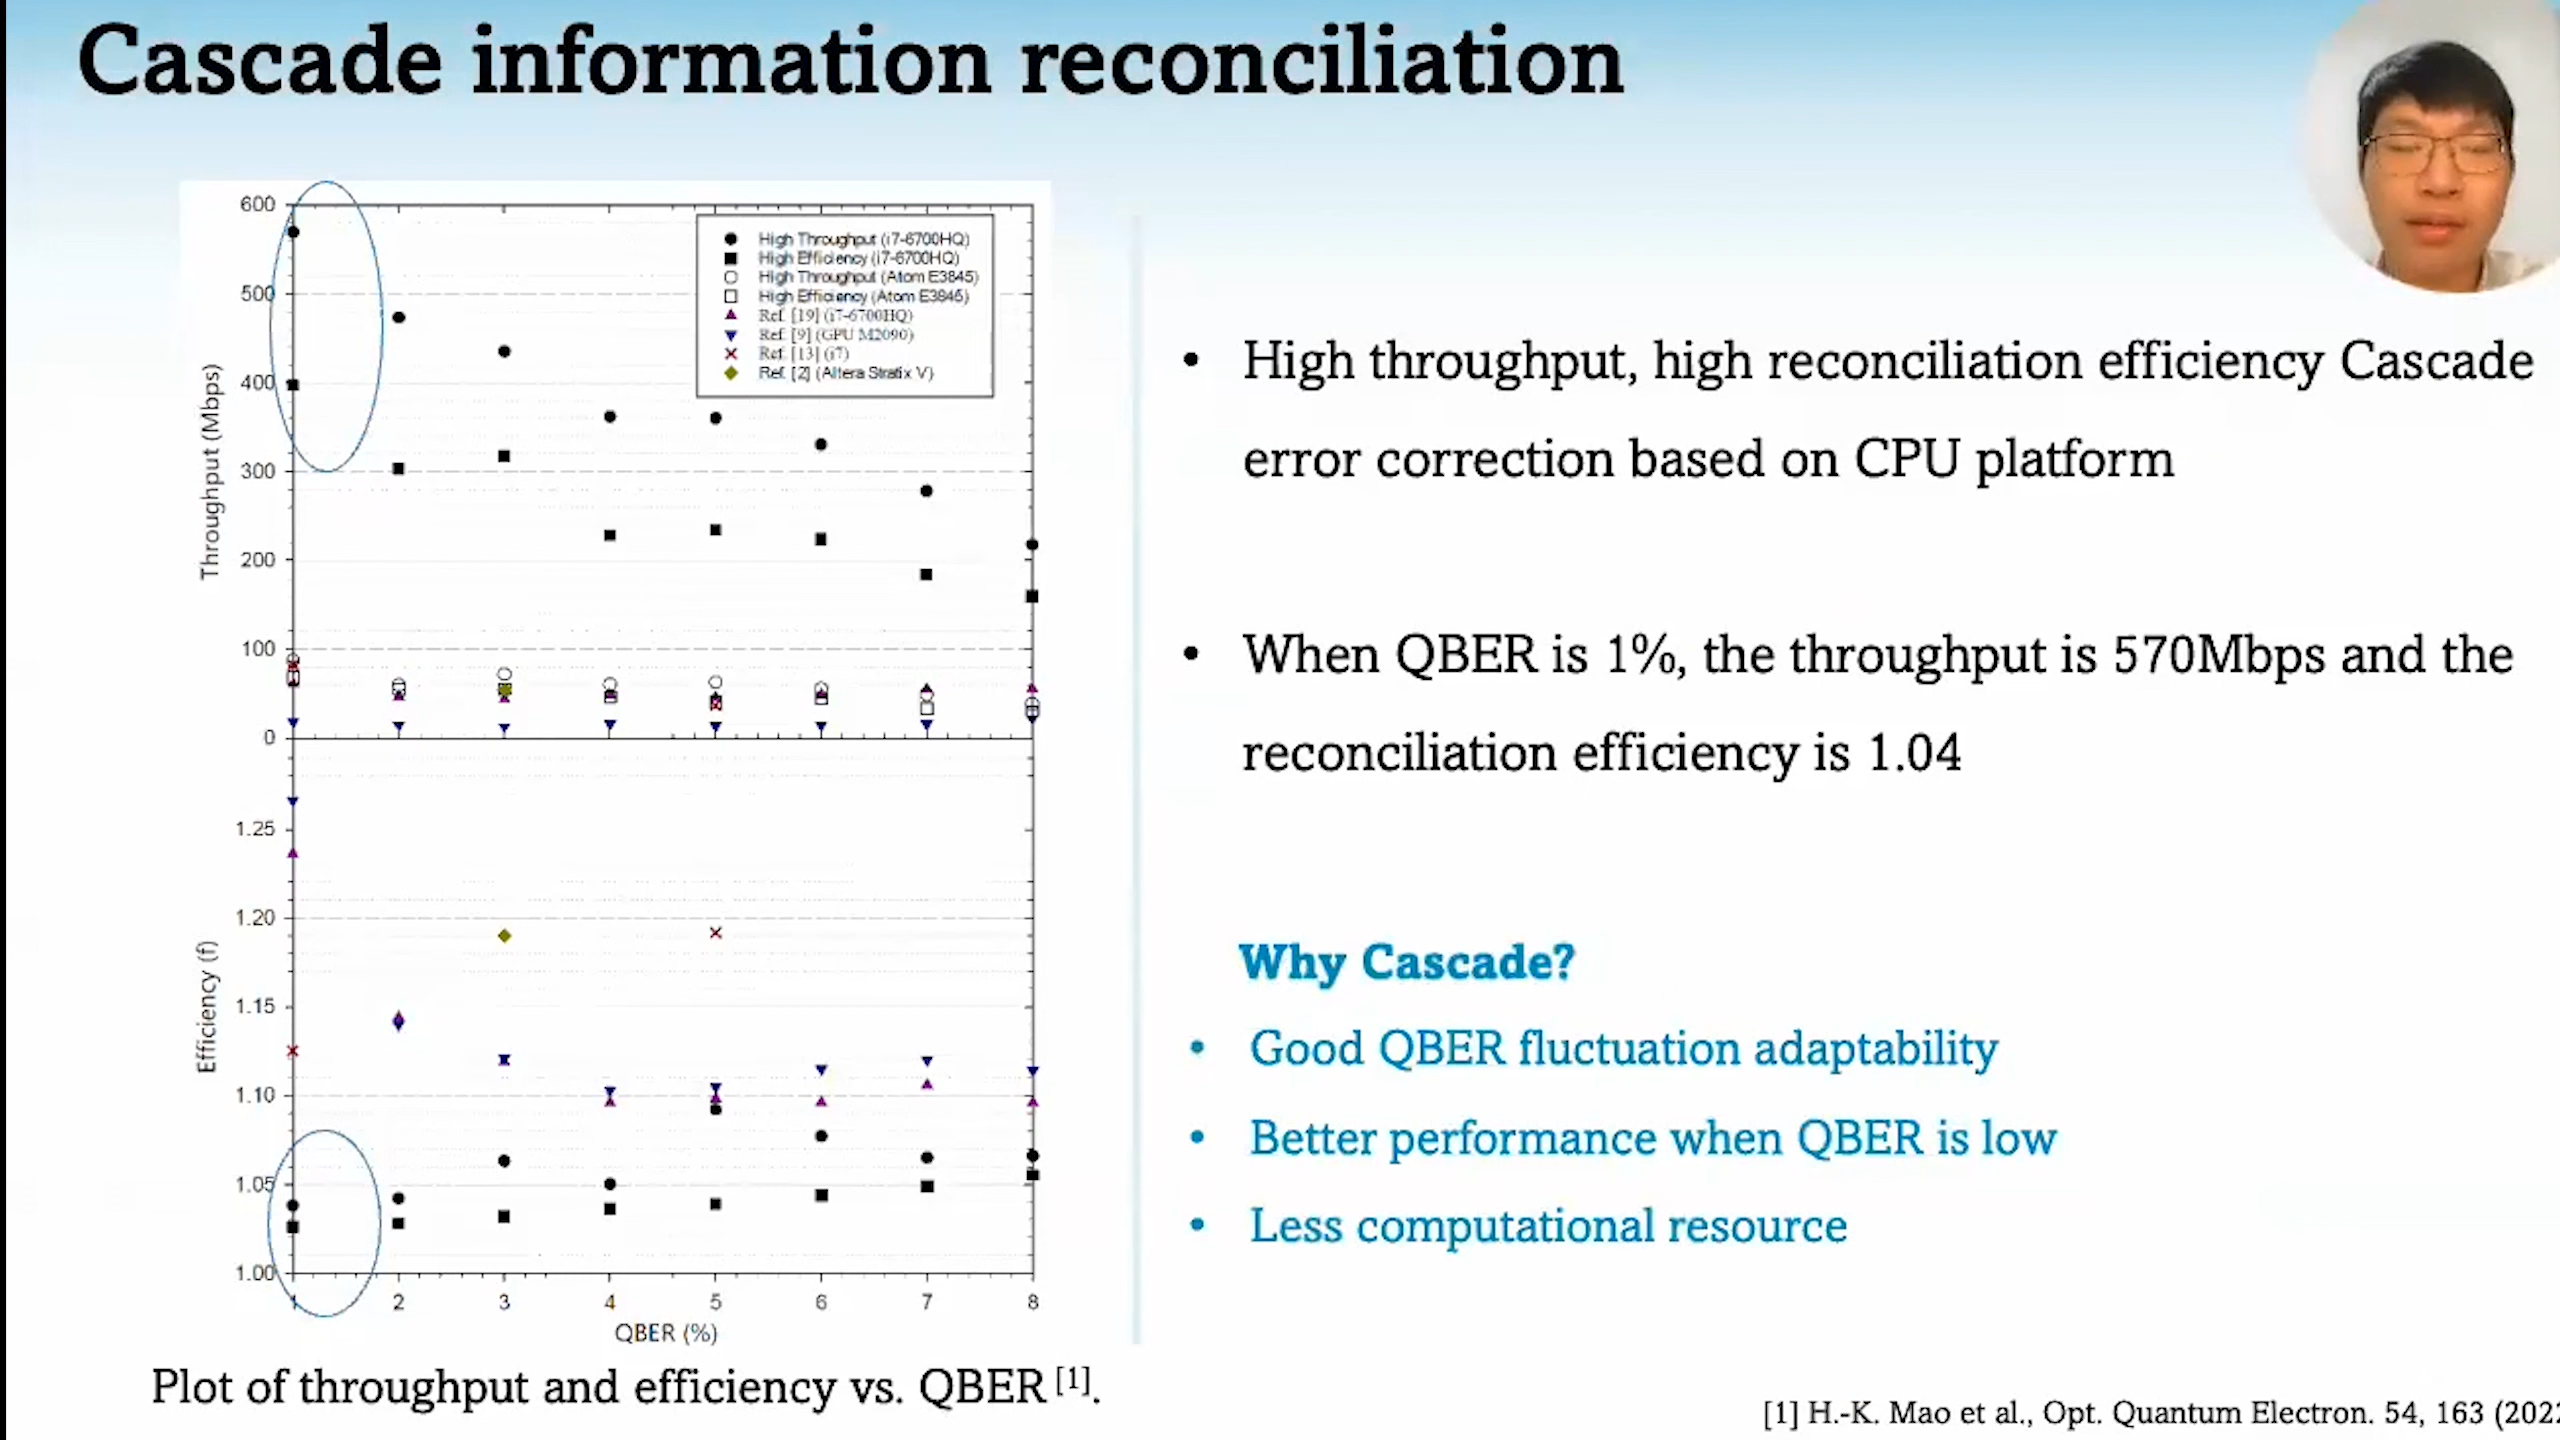 Cascade information reconciliation
600
500
400
300
200
100
0
Throughput (Mbps)
High Throughput (i7-6700HQ)
High Efficiency (i7-6700HQ)
High Throughput (Atom E3845)
High Efficiency (Atom E3845)
Ref. [19] (i7-6700HQ)
Ref. [9] (GPU M2090)
Ref. [13] (i7)
Ref. [2] (Altera Stratix V)
1.25
1.20
1.15
1.10
1.05
1.00
Efficiency (f)
1 2 3 4 5 6 7 8
QBER (%)
Plot of throughput and efficiency vs. QBER [1].
• High throughput, high reconciliation efficiency Cascade
error correction based on CPU platform
• When QBER is 1%, the throughput is 570Mbps and the
reconciliation efficiency is 1.04
Why Cascade?
• Good QBER fluctuation adaptability
• Better performance when QBER is low
• Less computational resource
[1] H.-K. Mao et al., Opt. Quantum Electron. 54, 163 (202